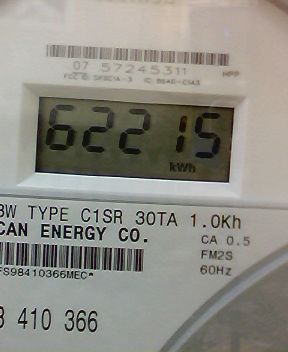 07 57245311 HPP
62215
kWh
3W TYPE C1SR 30TA 1.0Kh
CAN ENERGY CO. CA 0.5
FM2S
FS98410366MEC* 60Hz
410 366